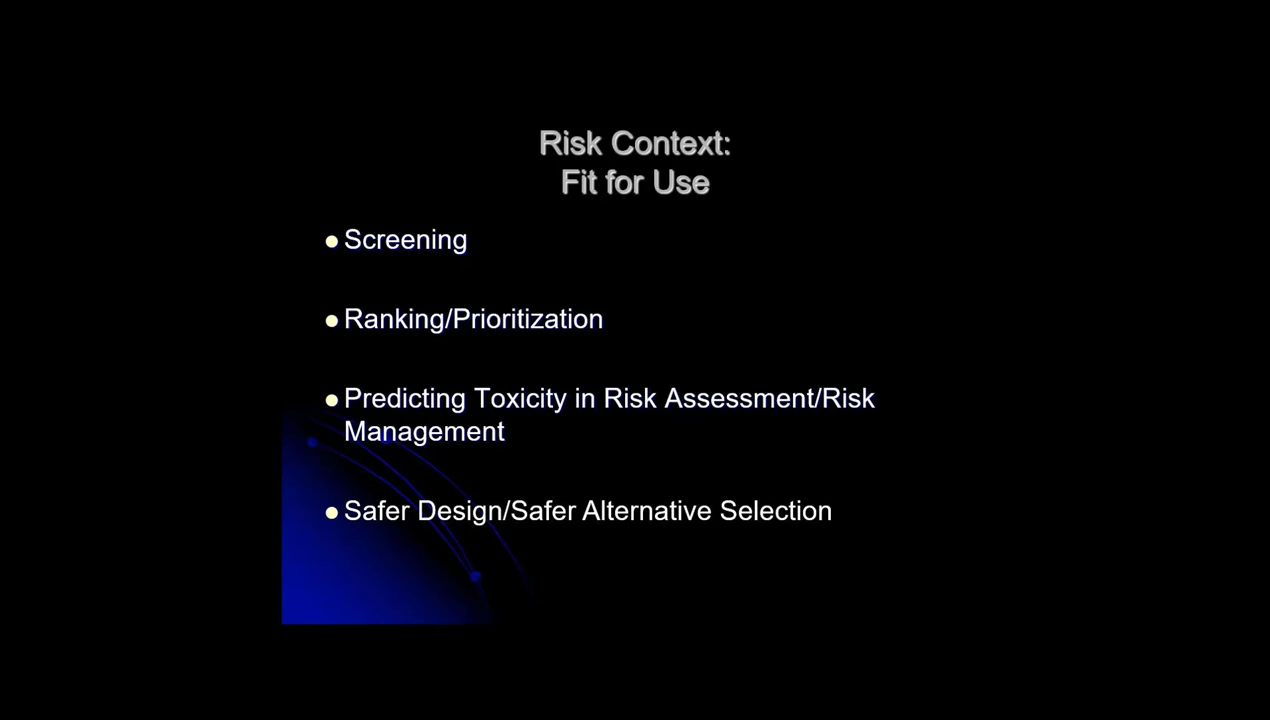 Risk Context:
Fit for Use
● Screening
● Ranking/Prioritization
● Predicting Toxicity in Risk Assessment/Risk
Management
● Safer Design/Safer Alternative Selection